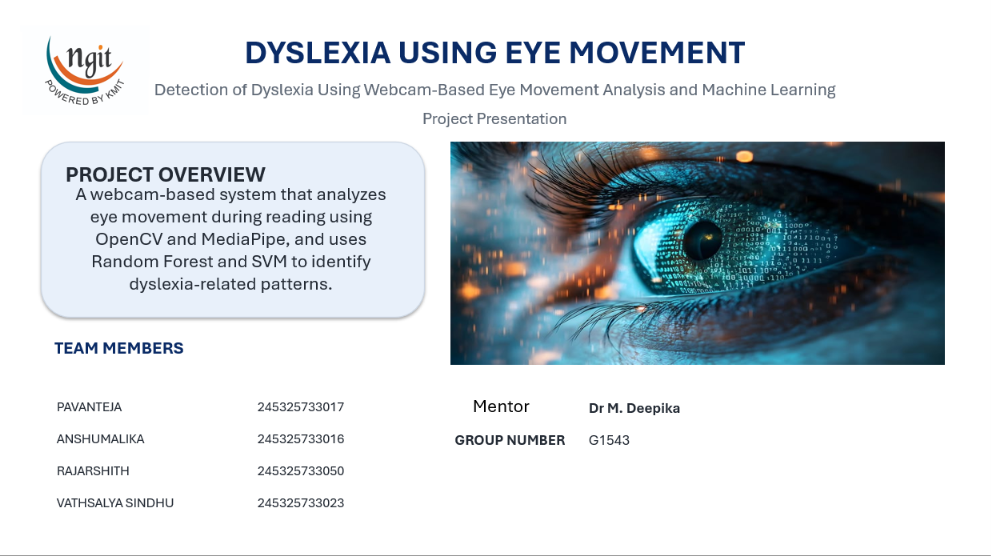 ngit
POWERED BY KMIT
DYSLEXIA USING EYE MOVEMENT
Detection of Dyslexia Using Webcam-Based Eye Movement Analysis and Machine Learning
Project Presentation
PROJECT OVERVIEW
A webcam-based system that analyzes
eye movement during reading using
OpenCV and MediaPipe, and uses
Random Forest and SVM to identify
dyslexia-related patterns.
TEAM MEMBERS
PAVANTEJA 245325733017
ANSHUMALIKA 245325733016
RAJARSHITH 245325733050
VATHSALYA SINDHU 245325733023
Mentor Dr M. Deepika
GROUP NUMBER G1543